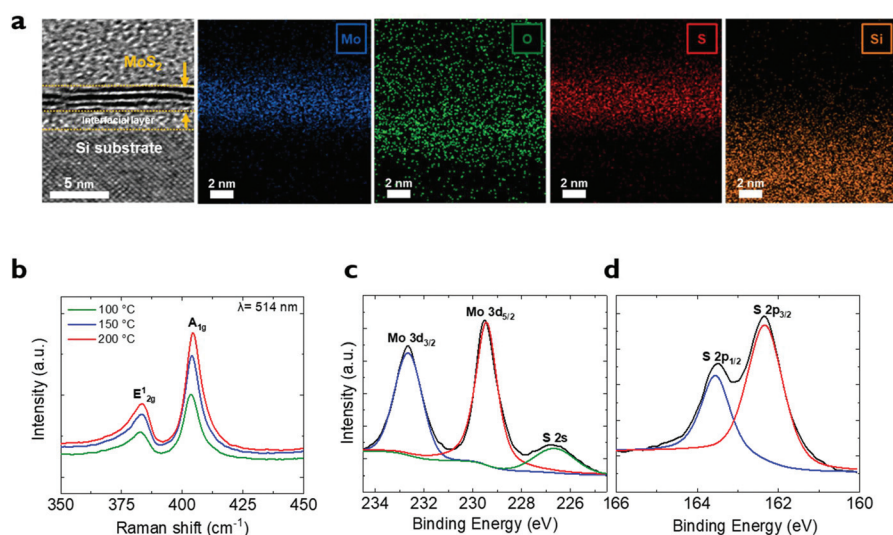 a
MoS2
Interfacial layer
Si substrate
5 nm
Mo
2 nm
O
2 nm
S
2 nm
Si
2 nm
b
Intensity (a.u.)
100 °C
150 °C
200 °C
λ= 514 nm
A1g
E¹2g
350 375 400 425 450
Raman shift (cm⁻¹)
c
Intensity (a.u.)
Mo 3d3/2
Mo 3d5/2
S 2s
234 232 230 228 226
Binding Energy (eV)
d
Intensity (a.u.)
S 2p3/2
S 2p1/2
166 164 162 160
Binding Energy (eV)